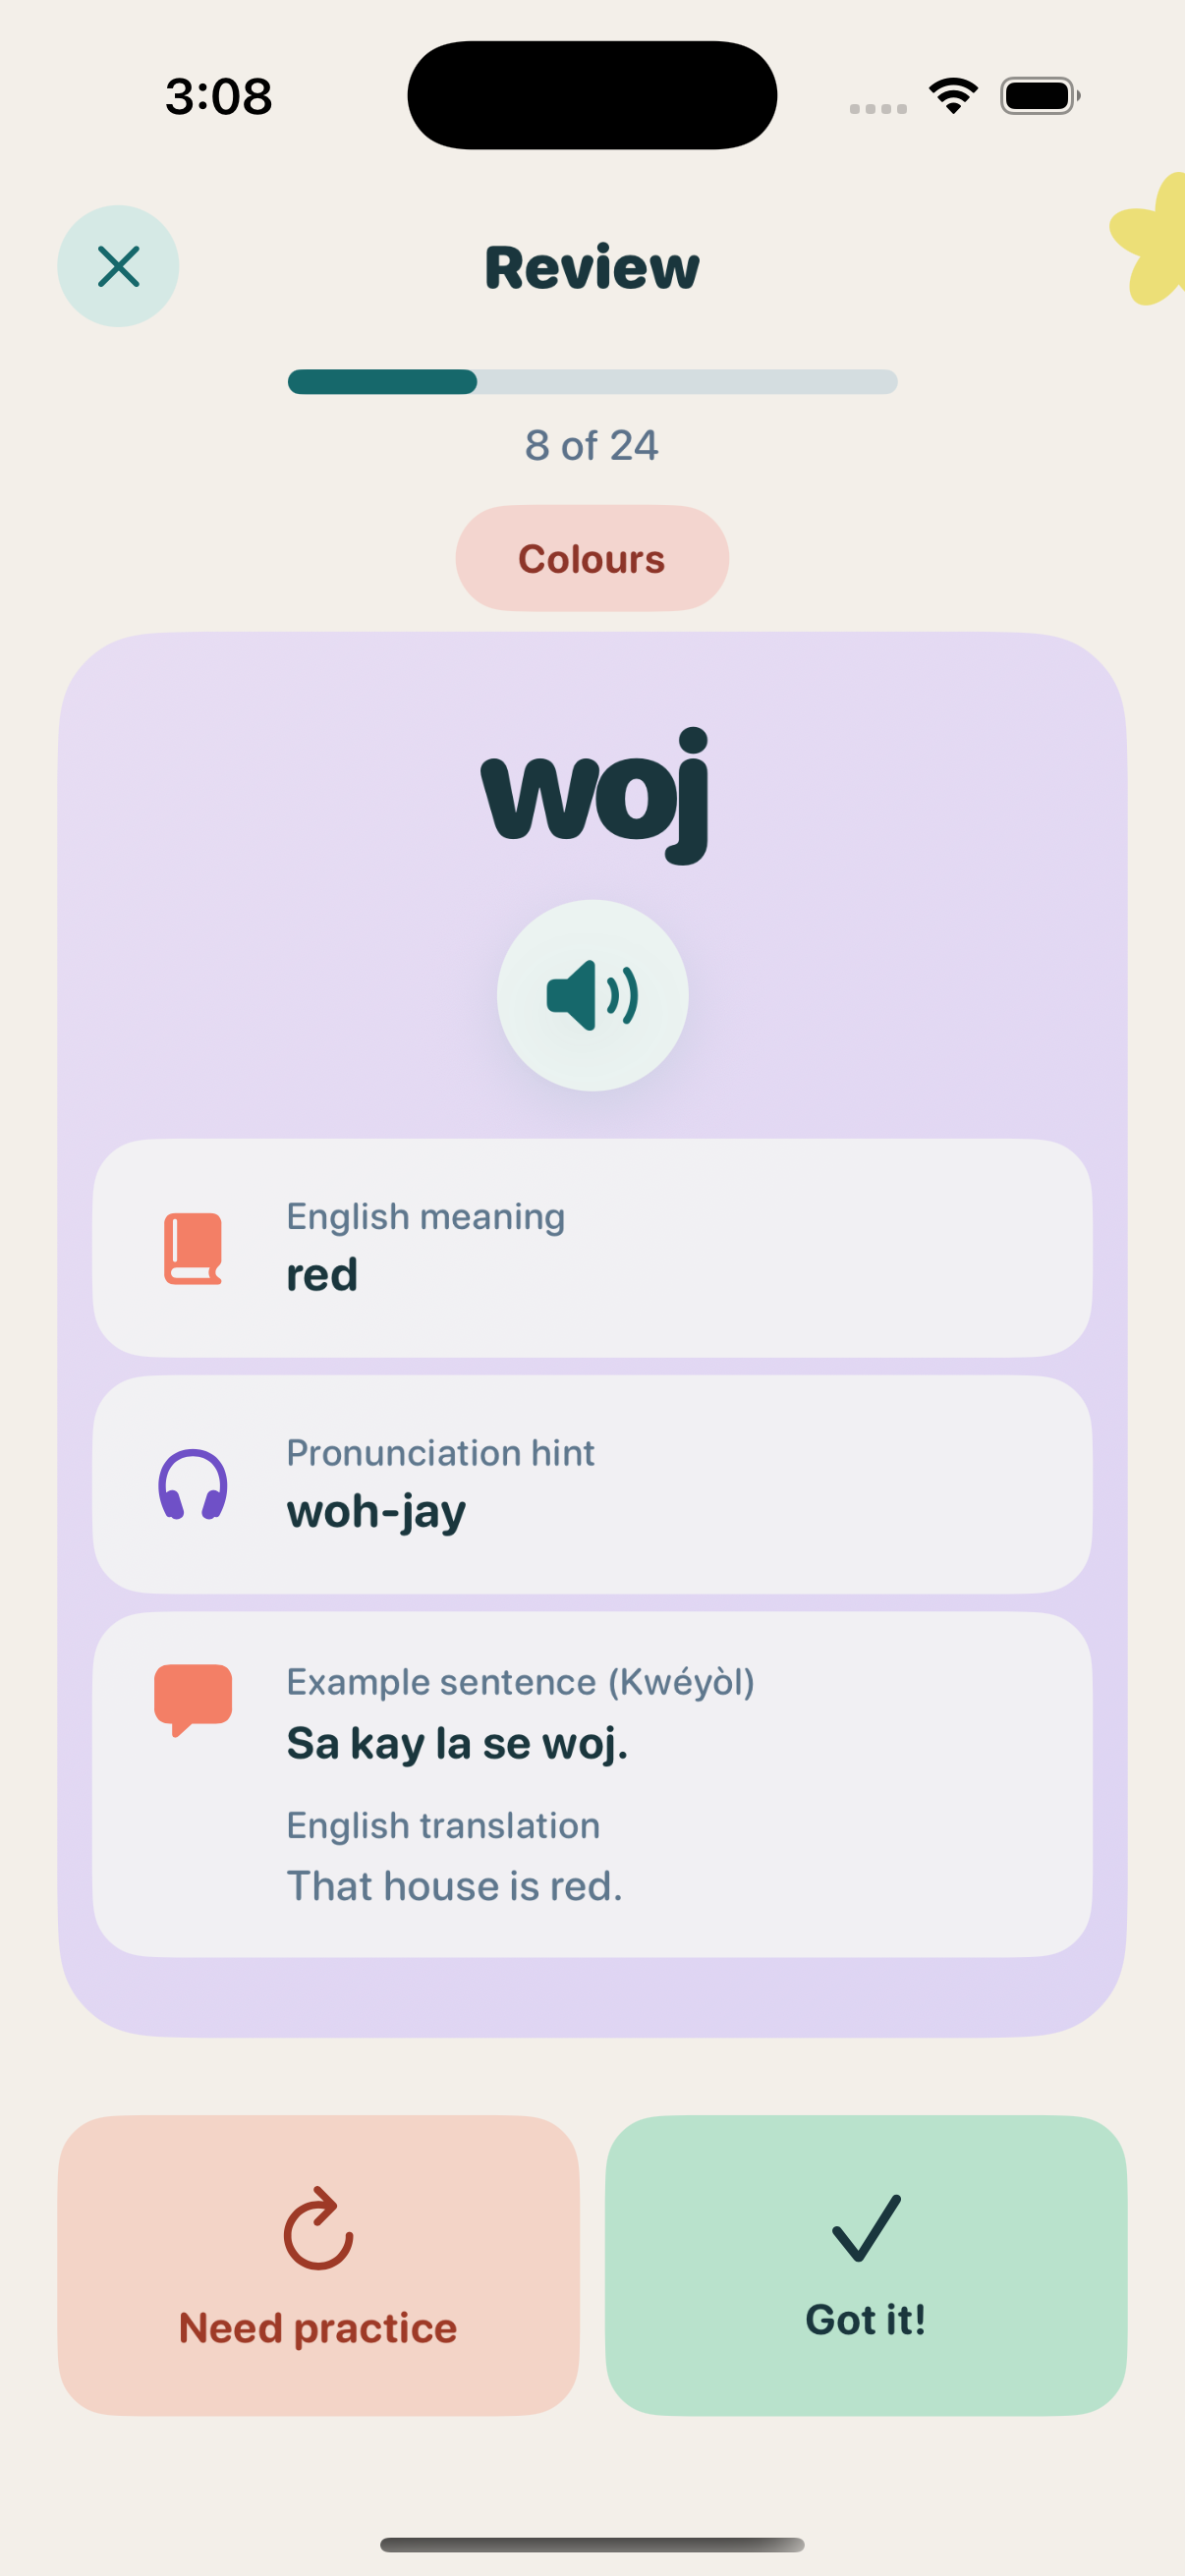 3:08
Review
8 of 24
Colours
woj
English meaning
red
Pronunciation hint
woh-jay
Example sentence (Kwéyòl)
Sa kay la se woj.
English translation
That house is red.
Need practice
Got it!